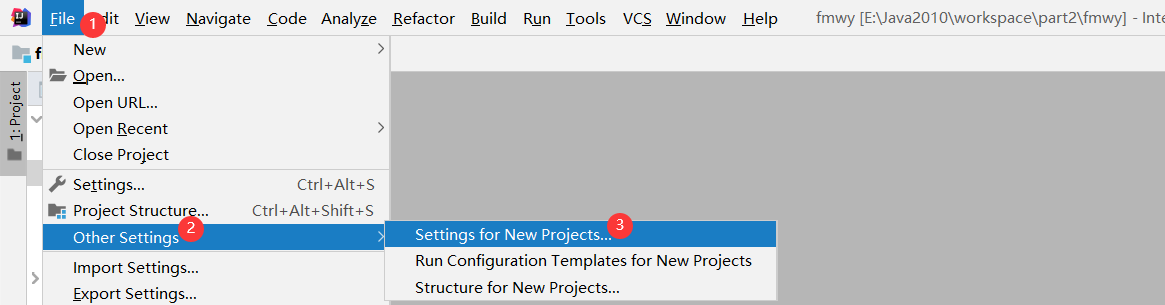 File Edit View Navigate Code Analyze Refactor Build Run Tools VCS Window Help fmwy [E:\Java2010\workspace\part2\fmwy] - Inte
1
New
f
Open...
1: Project
Open URL...
Open Recent
Close Project
Settings... Ctrl+Alt+S
Project Structure... Ctrl+Alt+Shift+S
2
Other Settings
Settings for New Projects...
3
Run Configuration Templates for New Projects
Import Settings...
Structure for New Projects...
Export Settings...